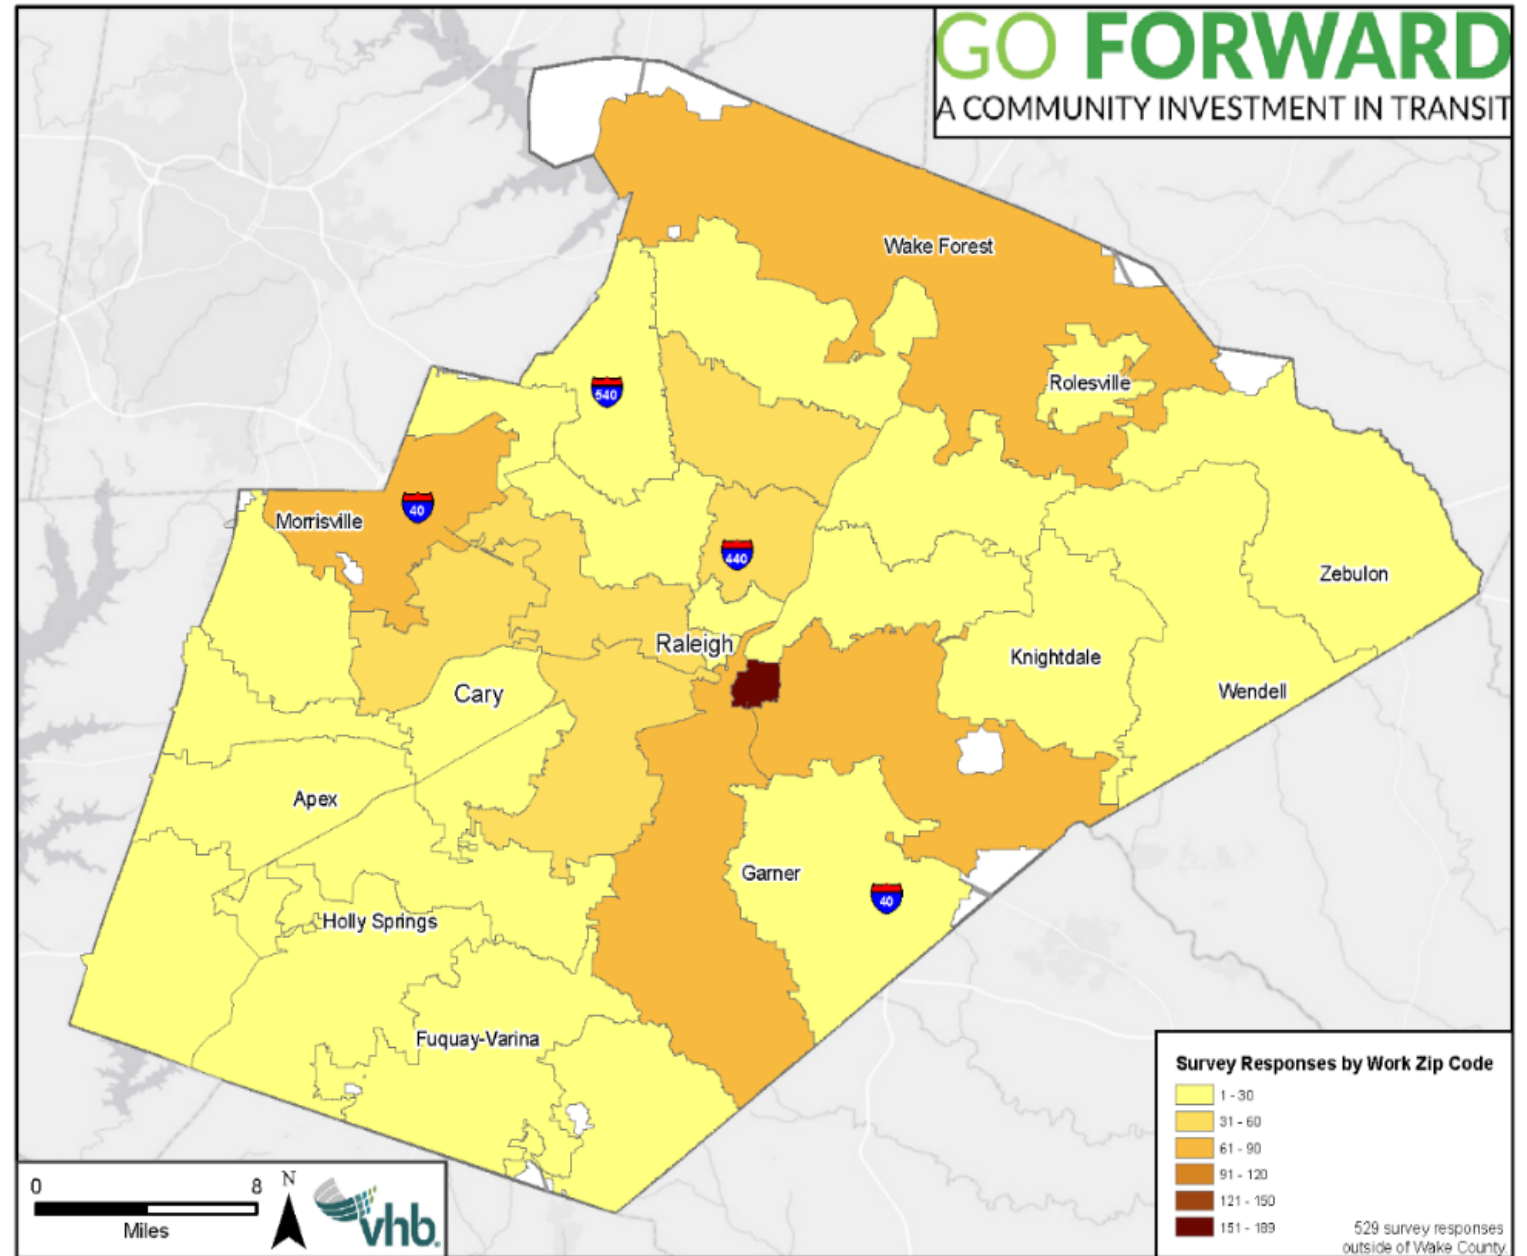 GO FORWARD
A COMMUNITY INVESTMENT IN TRANSIT
Wake Forest
Rolesville
540
40
Morrisville
440
Zebulon
Raleigh
Knightdale
Cary
Wendell
Apex
Garner
40
Holly Springs
Fuquay-Varina
Survey Responses by Work Zip Code
1 - 30
31 - 60
61 - 90
91 - 120
121 - 150
151 - 189
529 survey responses
outside of Wake County
0 8
Miles
N
vhb.